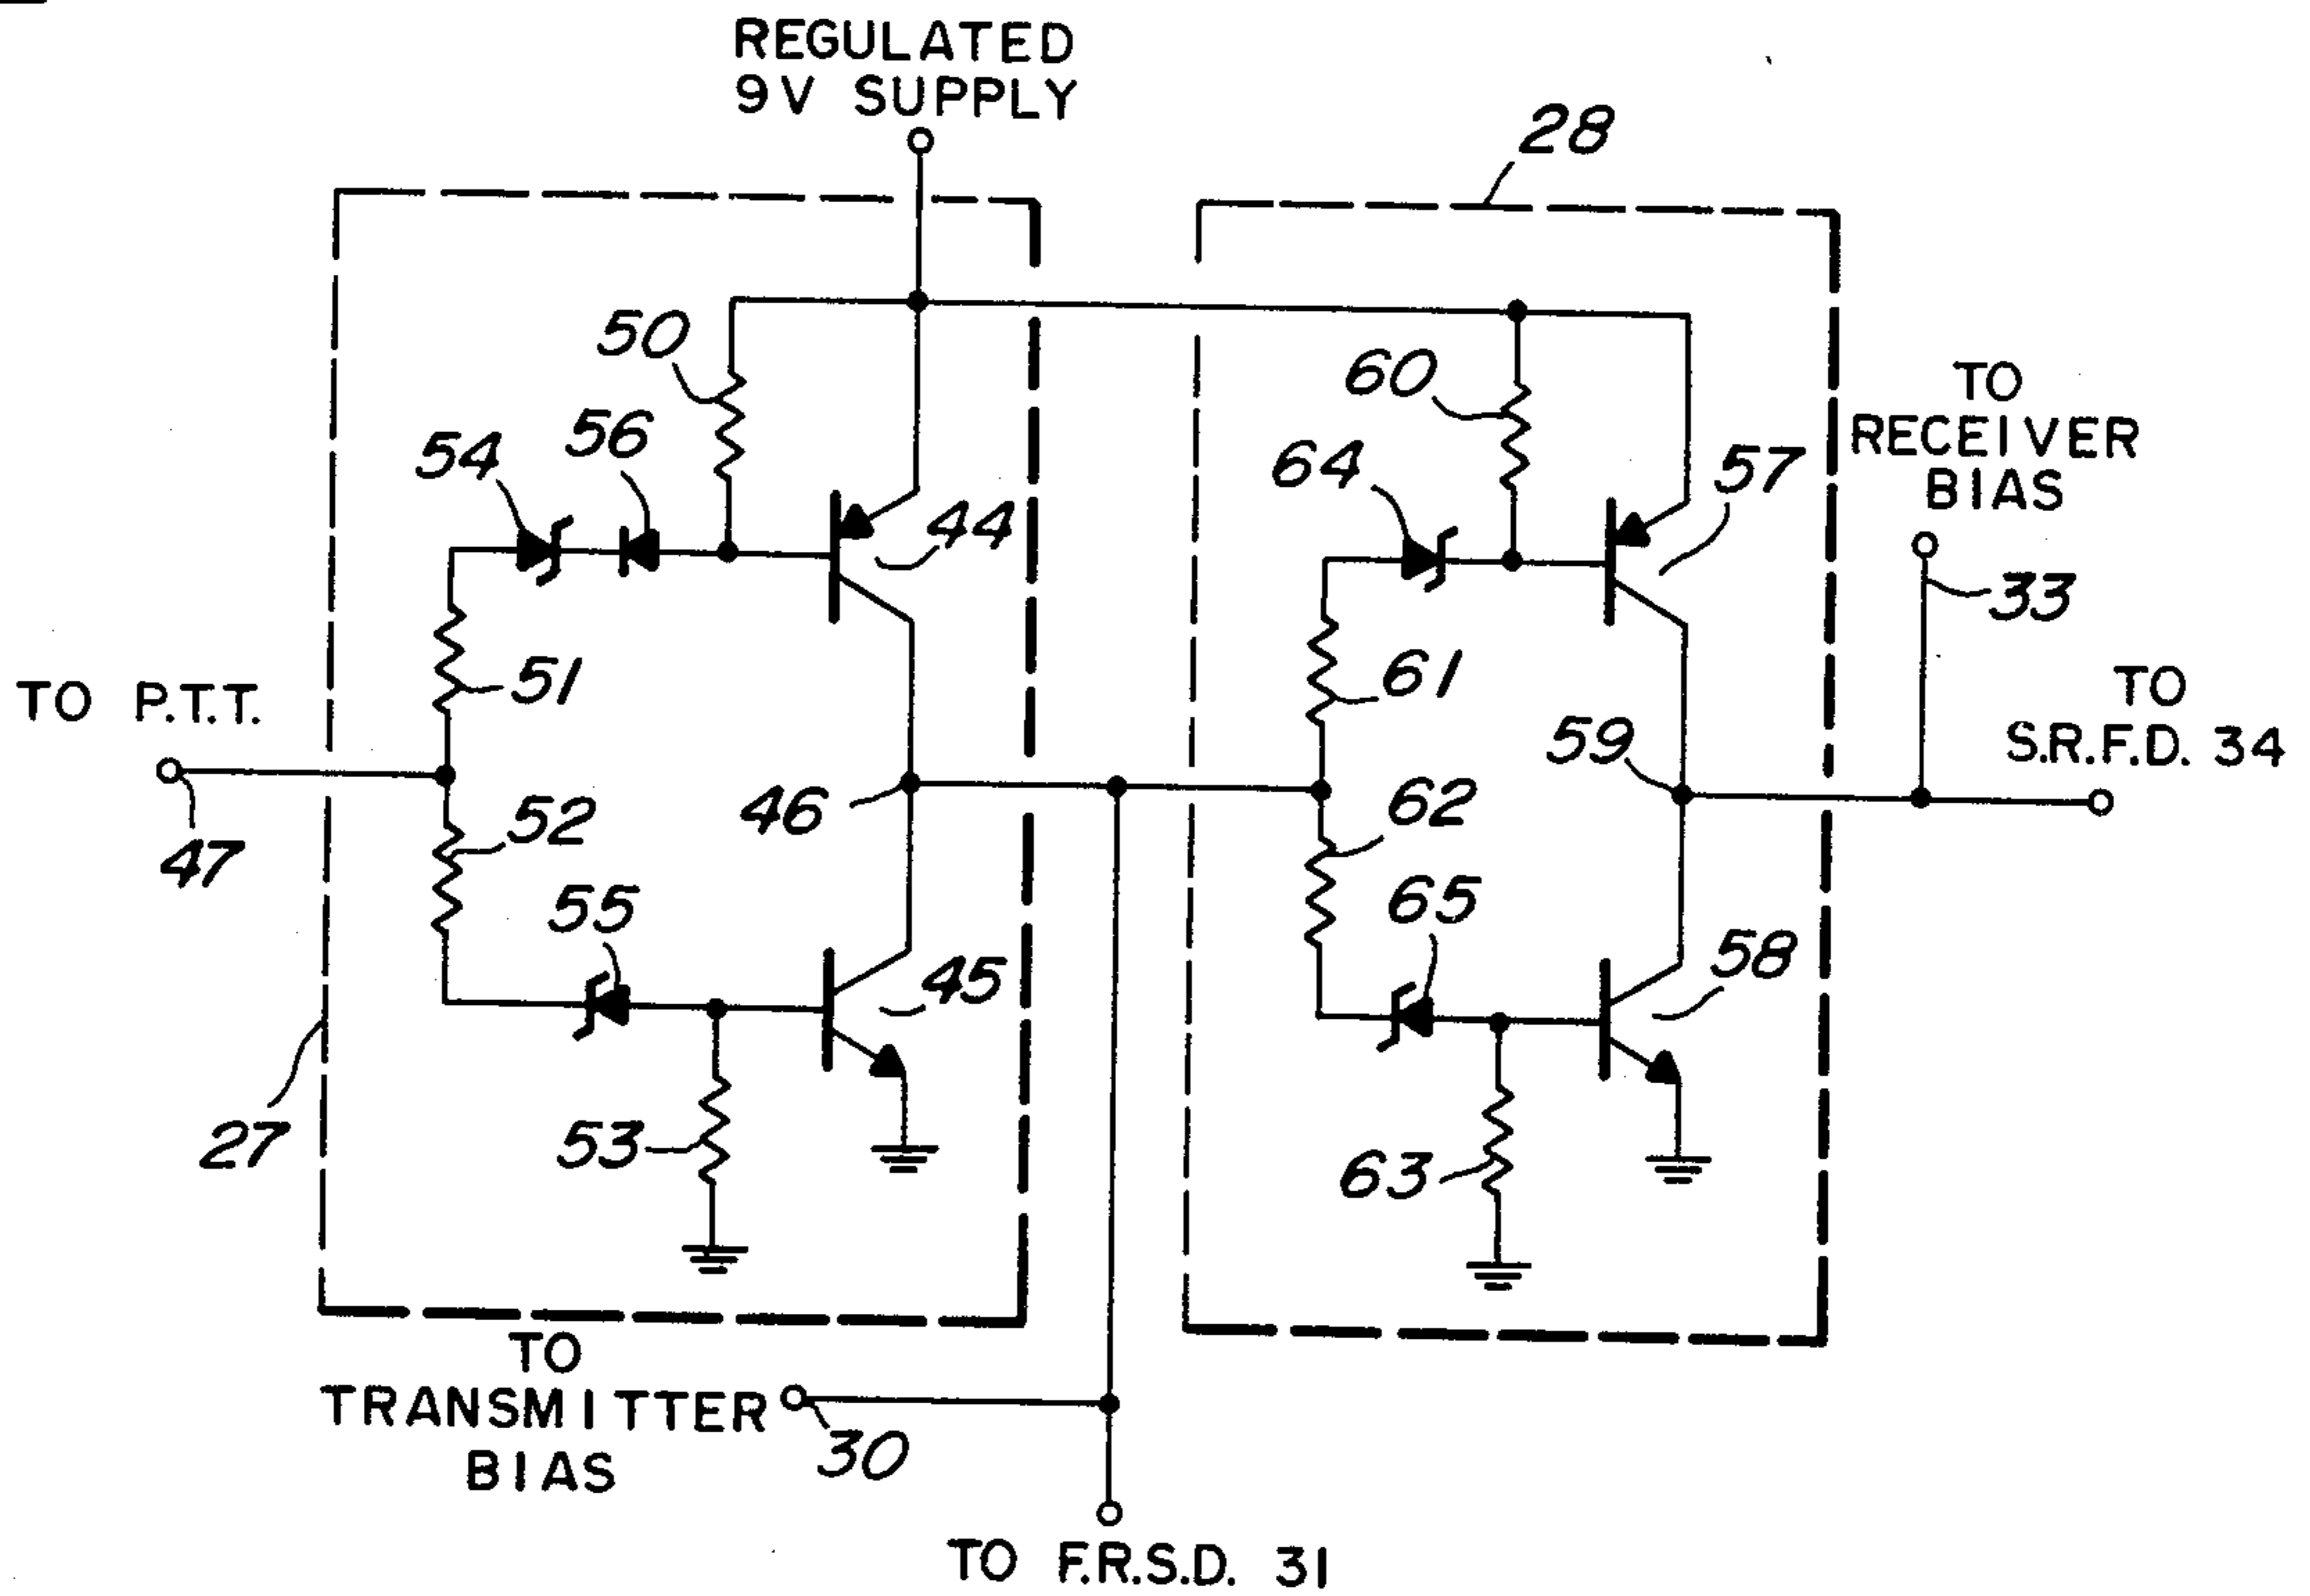 REGULATED
9V SUPPLY
28
50
60
TO
RECEIVER
BIAS
54
56
64
57
44
33
51
61
TO P.T.T.
59
TO
S.R.F.D. 34
47
52
46
62
55
65
45
58
27
53
63
TO
TRANSMITTER
BIAS
30
TO F.R.S.D. 31